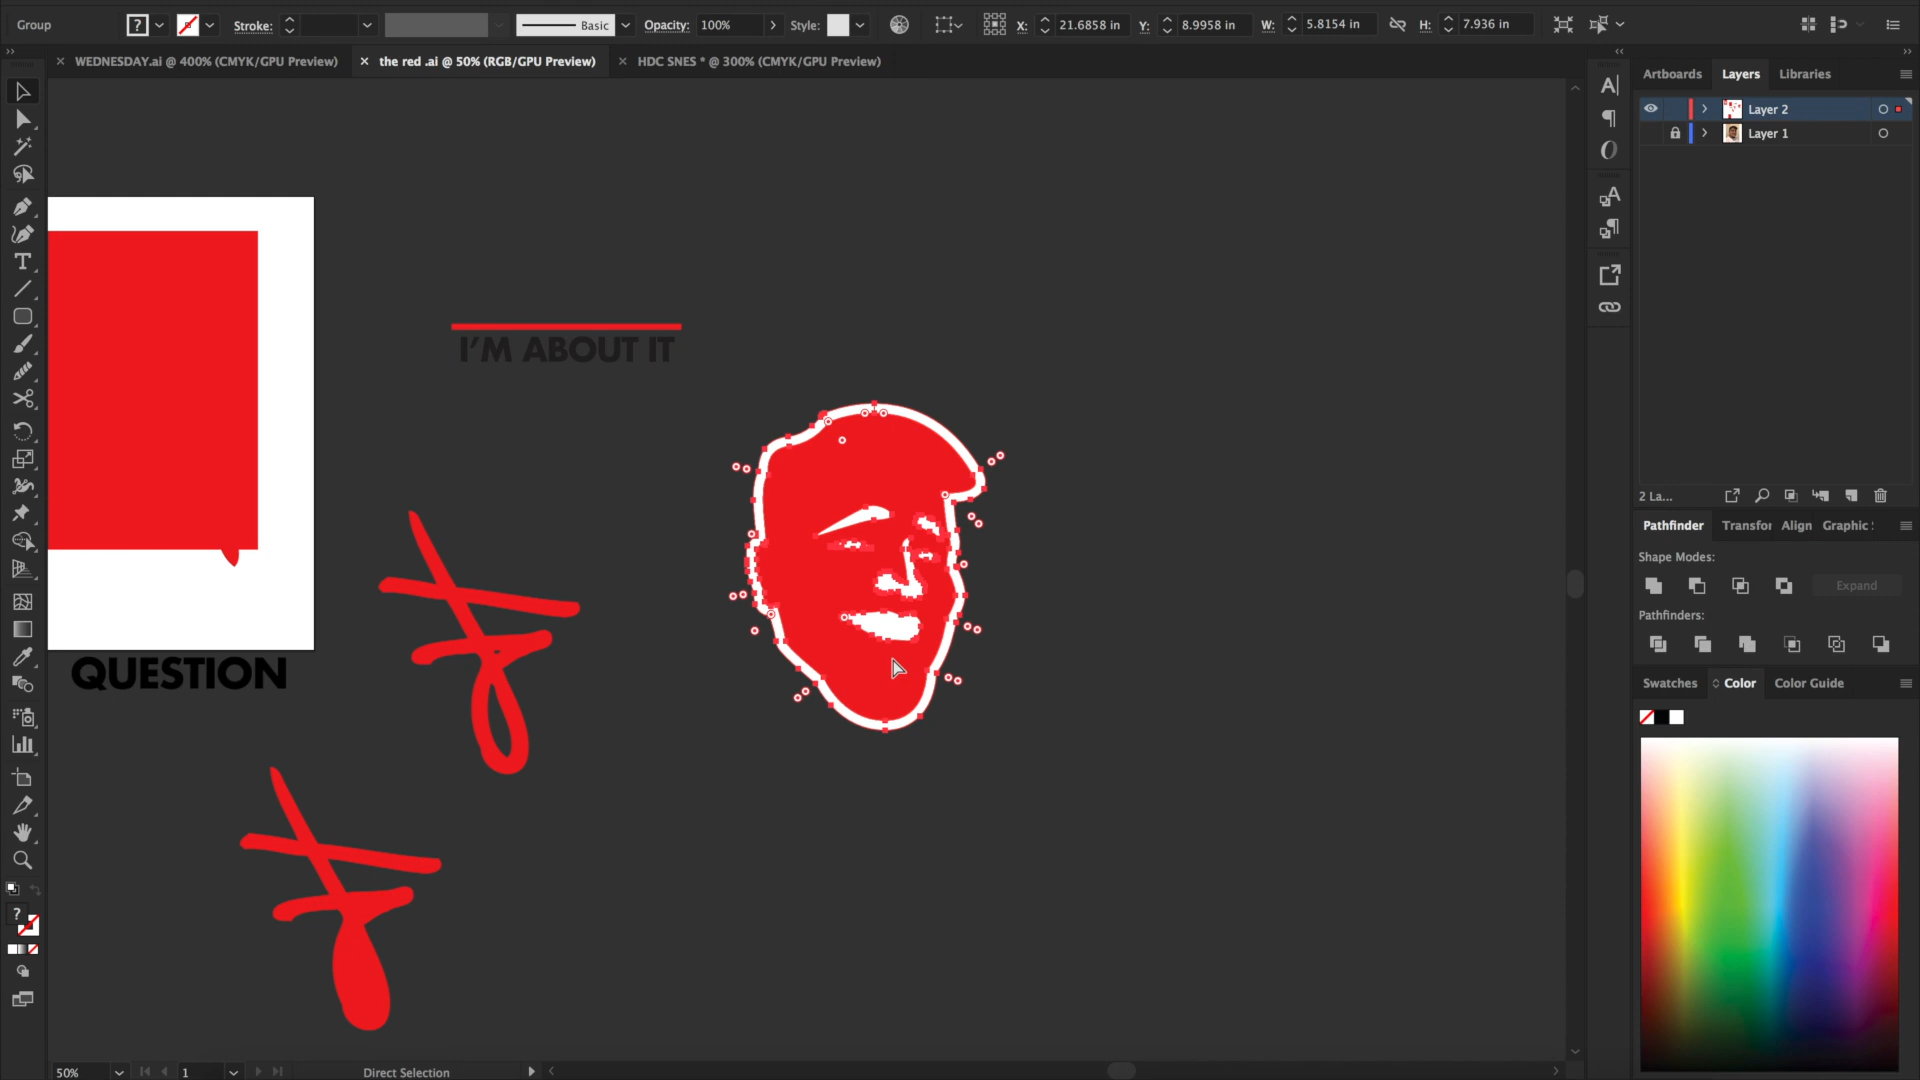 Group
?
Stroke:
Basic
Opacity:
100%
Style:
X:
21.6858 in
Y:
8.9958 in
W:
5.8154 in
H:
7.936 in
WEDNESDAY.ai @ 400% (CMYK/GPU Preview)
the red .ai @ 50% (RGB/GPU Preview)
HDC SNES * @ 300% (CMYK/GPU Preview)
Artboards
Layers
Libraries
Layer 2
Layer 1
I'M ABOUT IT
2 La...
Pathfinder
Transfor
Align
Graphic
Shape Modes:
Expand
Pathfinders:
QUESTION
Swatches
Color
Color Guide
?
50%
1
Direct Selection